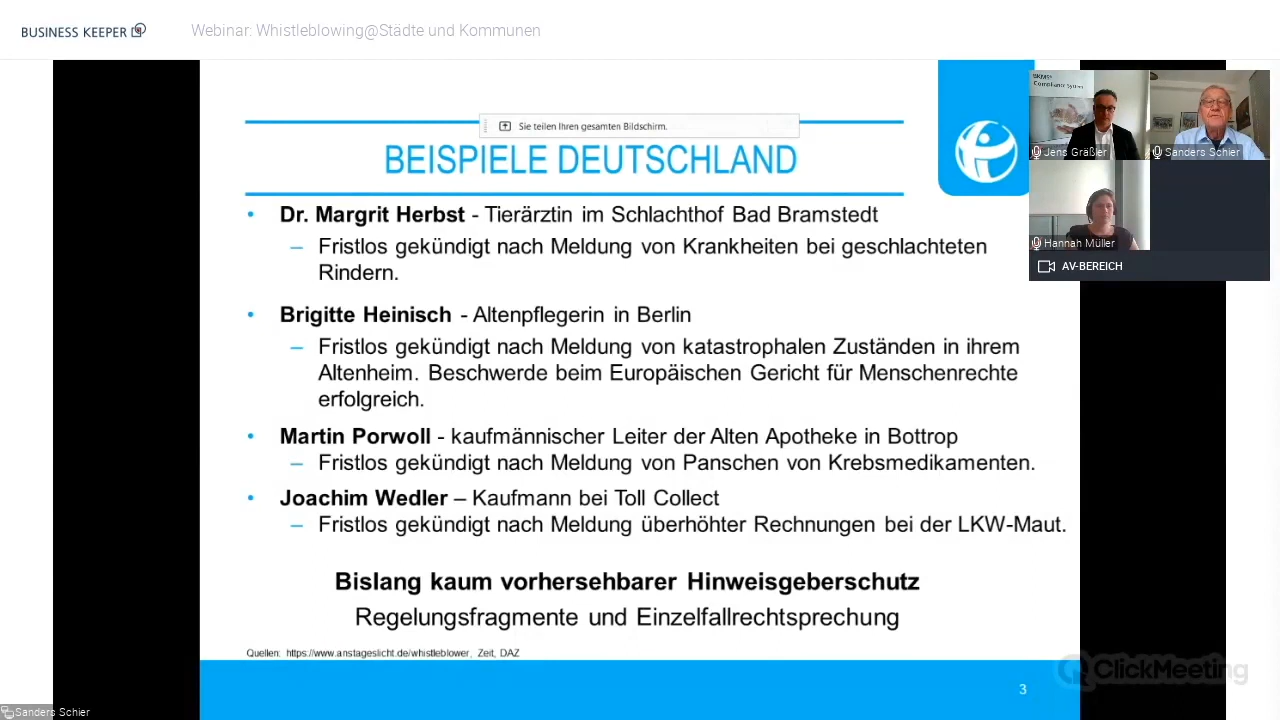 BUSINESS KEEPER
Webinar: Whistleblowing@Städte und Kommunen
Sie teilen Ihren gesamten Bildschirm.
BEISPIELE DEUTSCHLAND
BKMS®
Compliance System
Jens Gräßler
Sanders Schier
Hannah Müller
AV-BEREICH
• Dr. Margrit Herbst - Tierärztin im Schlachthof Bad Bramstedt
– Fristlos gekündigt nach Meldung von Krankheiten bei geschlachteten
Rindern.
• Brigitte Heinisch - Altenpflegerin in Berlin
– Fristlos gekündigt nach Meldung von katastrophalen Zuständen in ihrem
Altenheim. Beschwerde beim Europäischen Gericht für Menschenrechte
erfolgreich.
• Martin Porwoll - kaufmännischer Leiter der Alten Apotheke in Bottrop
– Fristlos gekündigt nach Meldung von Panschen von Krebsmedikamenten.
• Joachim Wedler – Kaufmann bei Toll Collect
– Fristlos gekündigt nach Meldung überhöhter Rechnungen bei der LKW-Maut.
Bislang kaum vorhersehbarer Hinweisgeberschutz
Regelungsfragmente und Einzelfallrechtsprechung
Quellen: https://www.anstageslicht.de/whistleblower, Zeit, DAZ
3
ClickMeeting
Sanders Schier